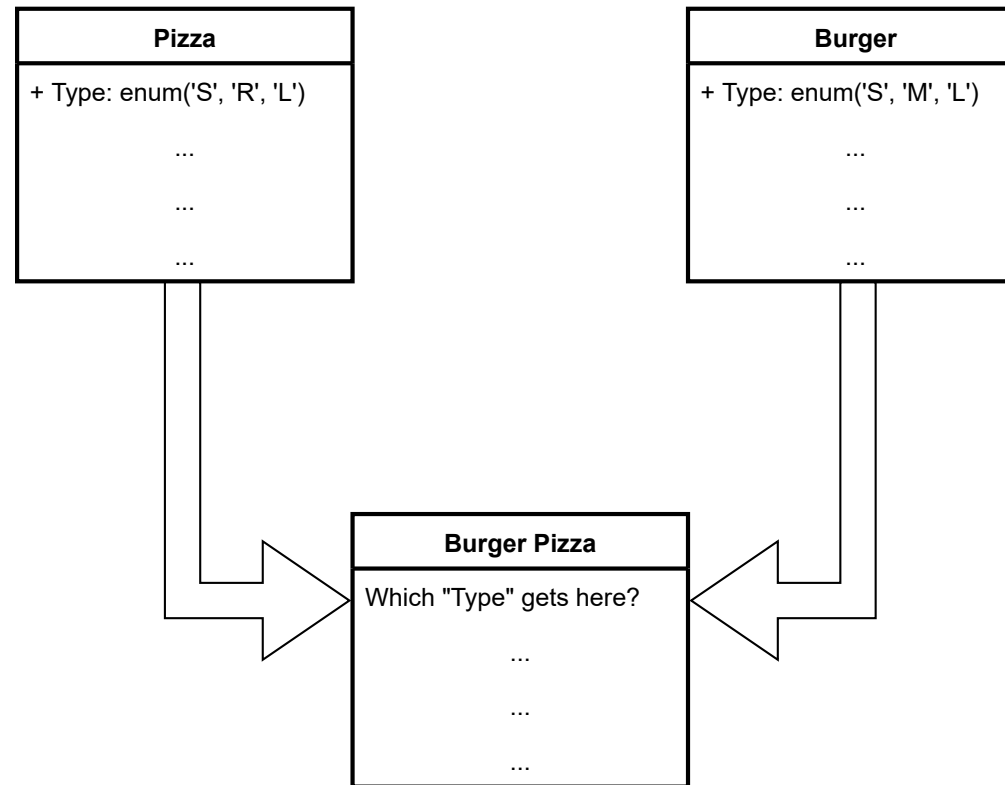 Pizza
+ Type: enum('S', 'R', 'L')
...
...
...
Burger
+ Type: enum('S', 'M', 'L')
...
...
...
Burger Pizza
Which "Type" gets here?
...
...
...